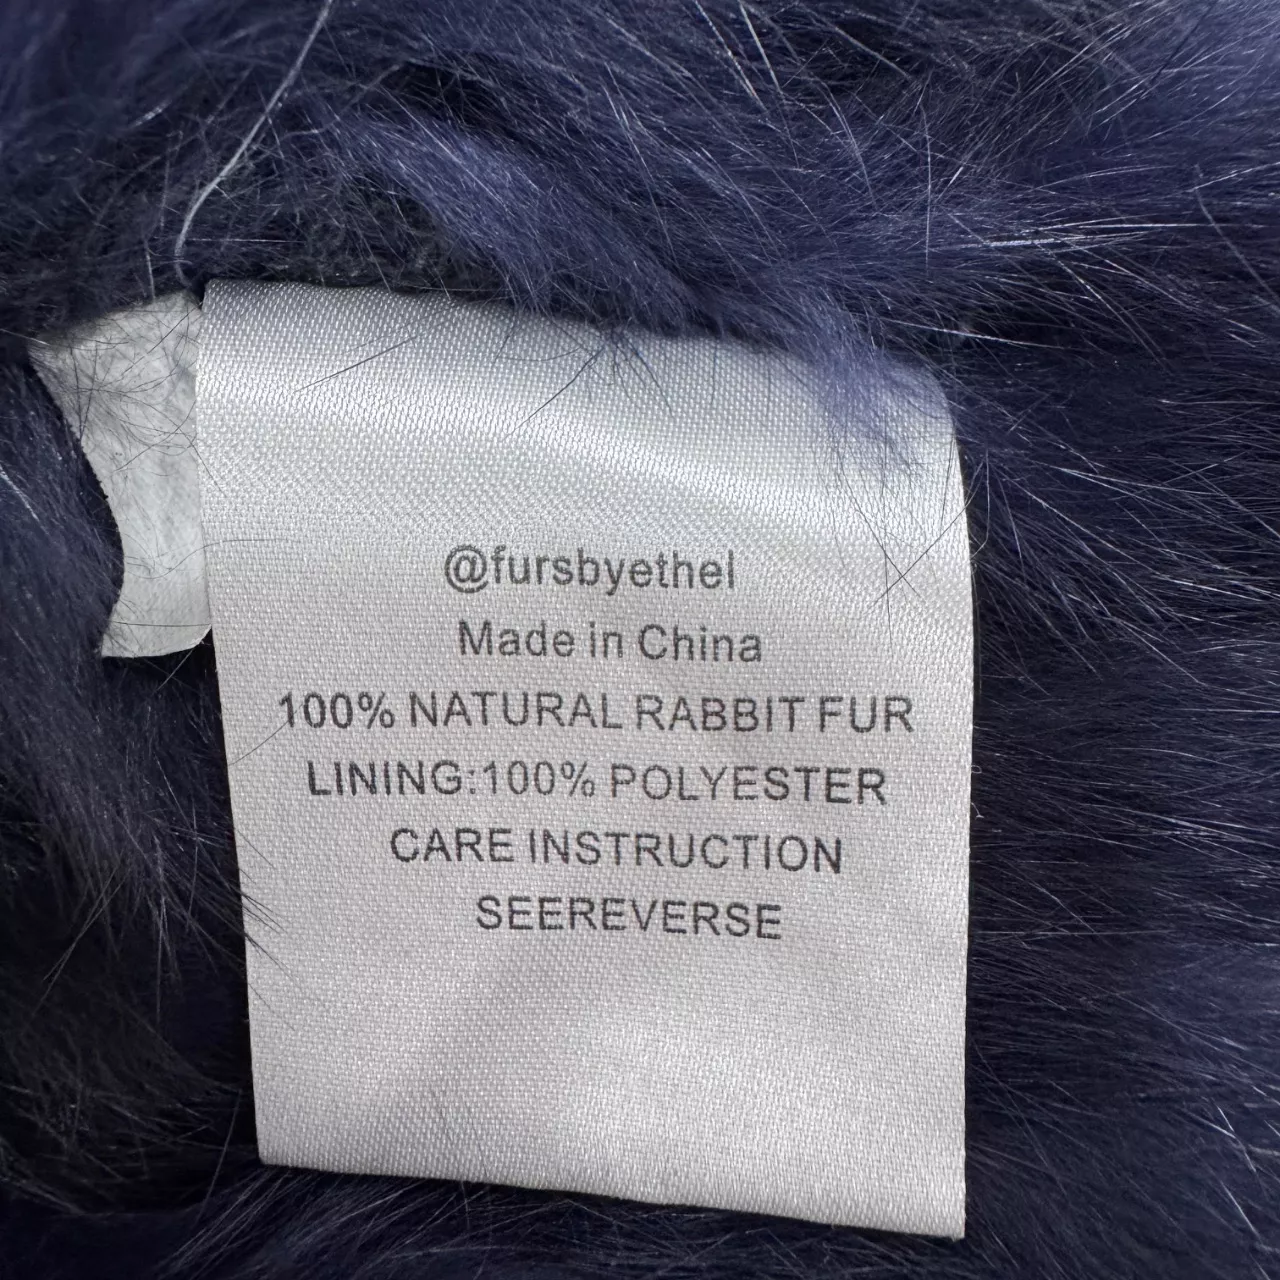 @fursbyethel
Made in China
100% NATURAL RABBIT FUR
LINING:100% POLYESTER
CARE INSTRUCTION
SEEREVERSE